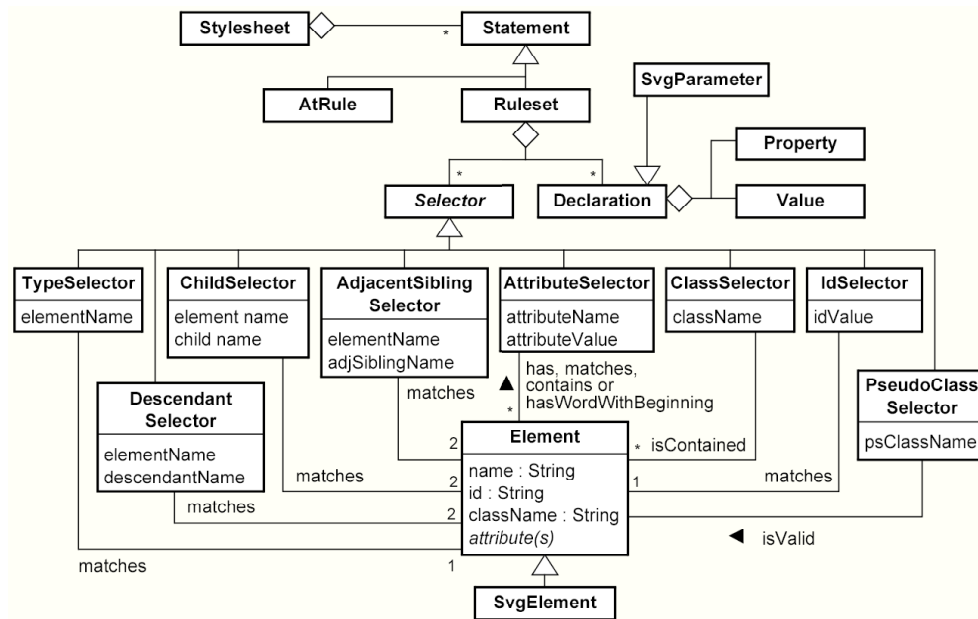 Stylesheet
*
Statement
AtRule
Ruleset
SvgParameter
Property
Value
*
*
Selector
Declaration
TypeSelector
elementName
ChildSelector
element name
child name
AdjacentSibling
Selector
elementName
adjSiblingName
AttributeSelector
attributeName
attributeValue
ClassSelector
className
IdSelector
idValue
Descendant
Selector
elementName
descendantName
PseudoClass
Selector
psClassName
matches
has, matches,
contains or
hasWordWithBeginning
*
Element
name : String
id : String
className : String
attribute(s)
2
* isContained
matches
2
1
matches
matches
2
isValid
matches
1
SvgElement